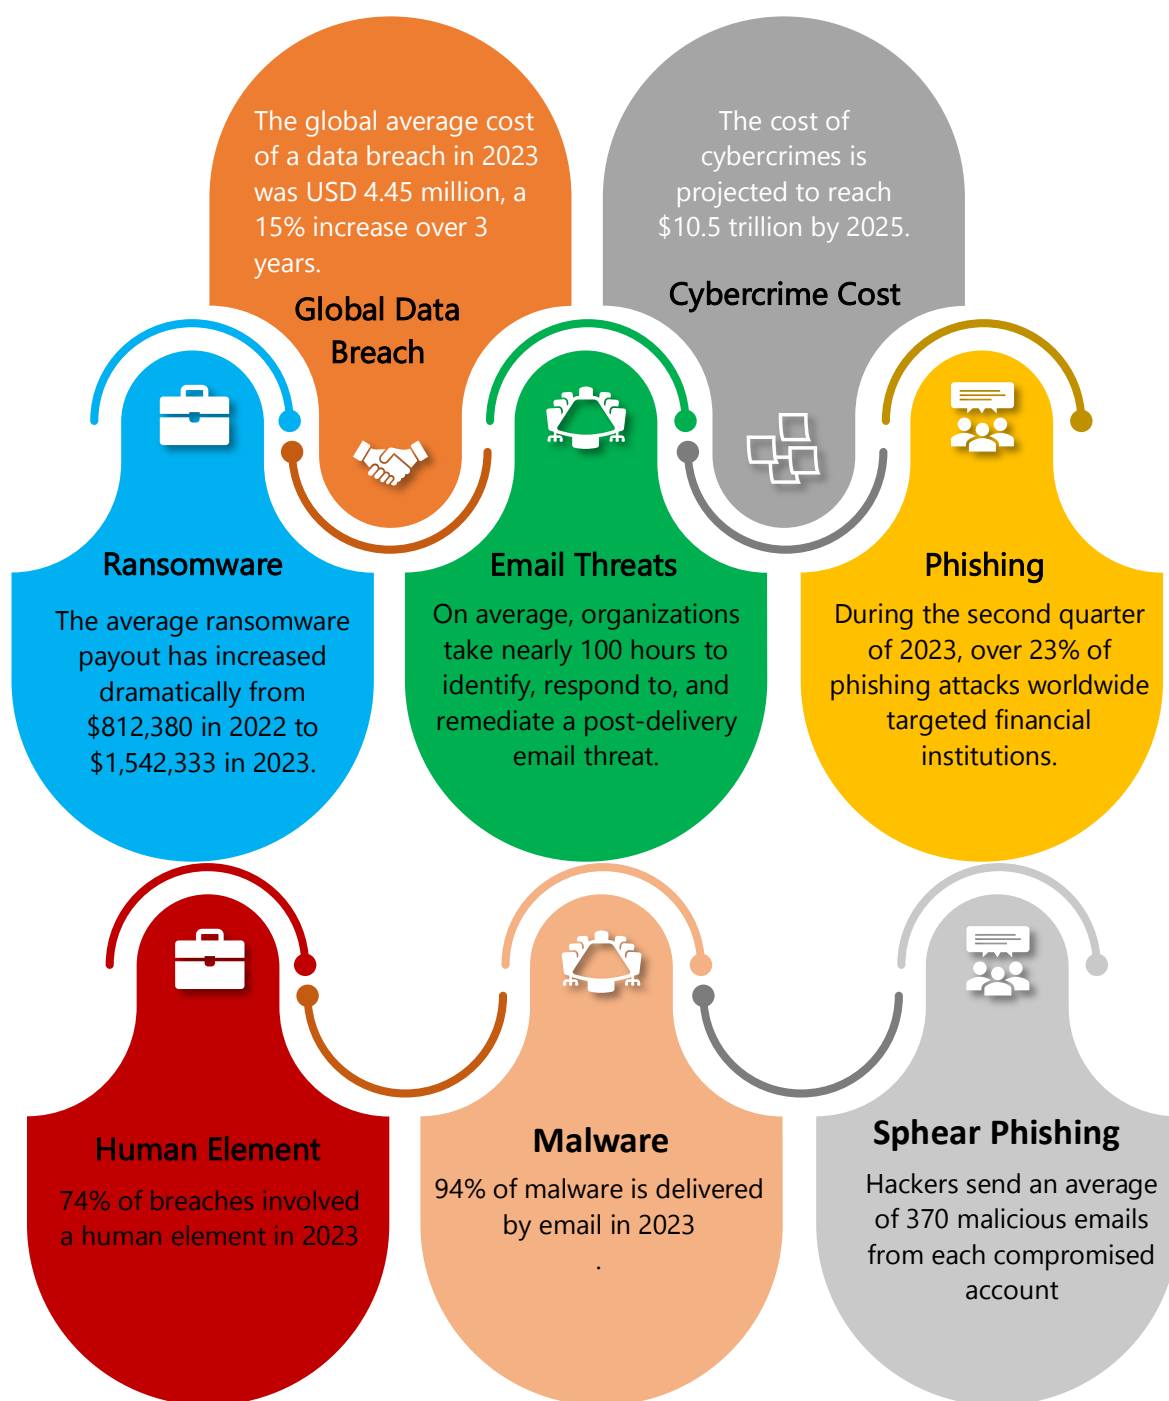 The global average cost
of a data breach in 2023
was USD 4.45 million, a
15% increase over 3
years.
Global Data
Breach
The cost of
cybercrimes is
projected to reach
$10.5 trillion by 2025.
Cybercrime Cost
Ransomware
The average ransomware
payout has increased
dramatically from
$812,380 in 2022 to
$1,542,333 in 2023.
Email Threats
On average, organizations
take nearly 100 hours to
identify, respond to, and
remediate a post-delivery
email threat.
Phishing
During the second quarter
of 2023, over 23% of
phishing attacks worldwide
targeted financial
institutions.
Human Element
74% of breaches involved
a human element in 2023
Malware
94% of malware is delivered
by email in 2023
.
Sphear Phishing
Hackers send an average
of 370 malicious emails
from each compromised
account